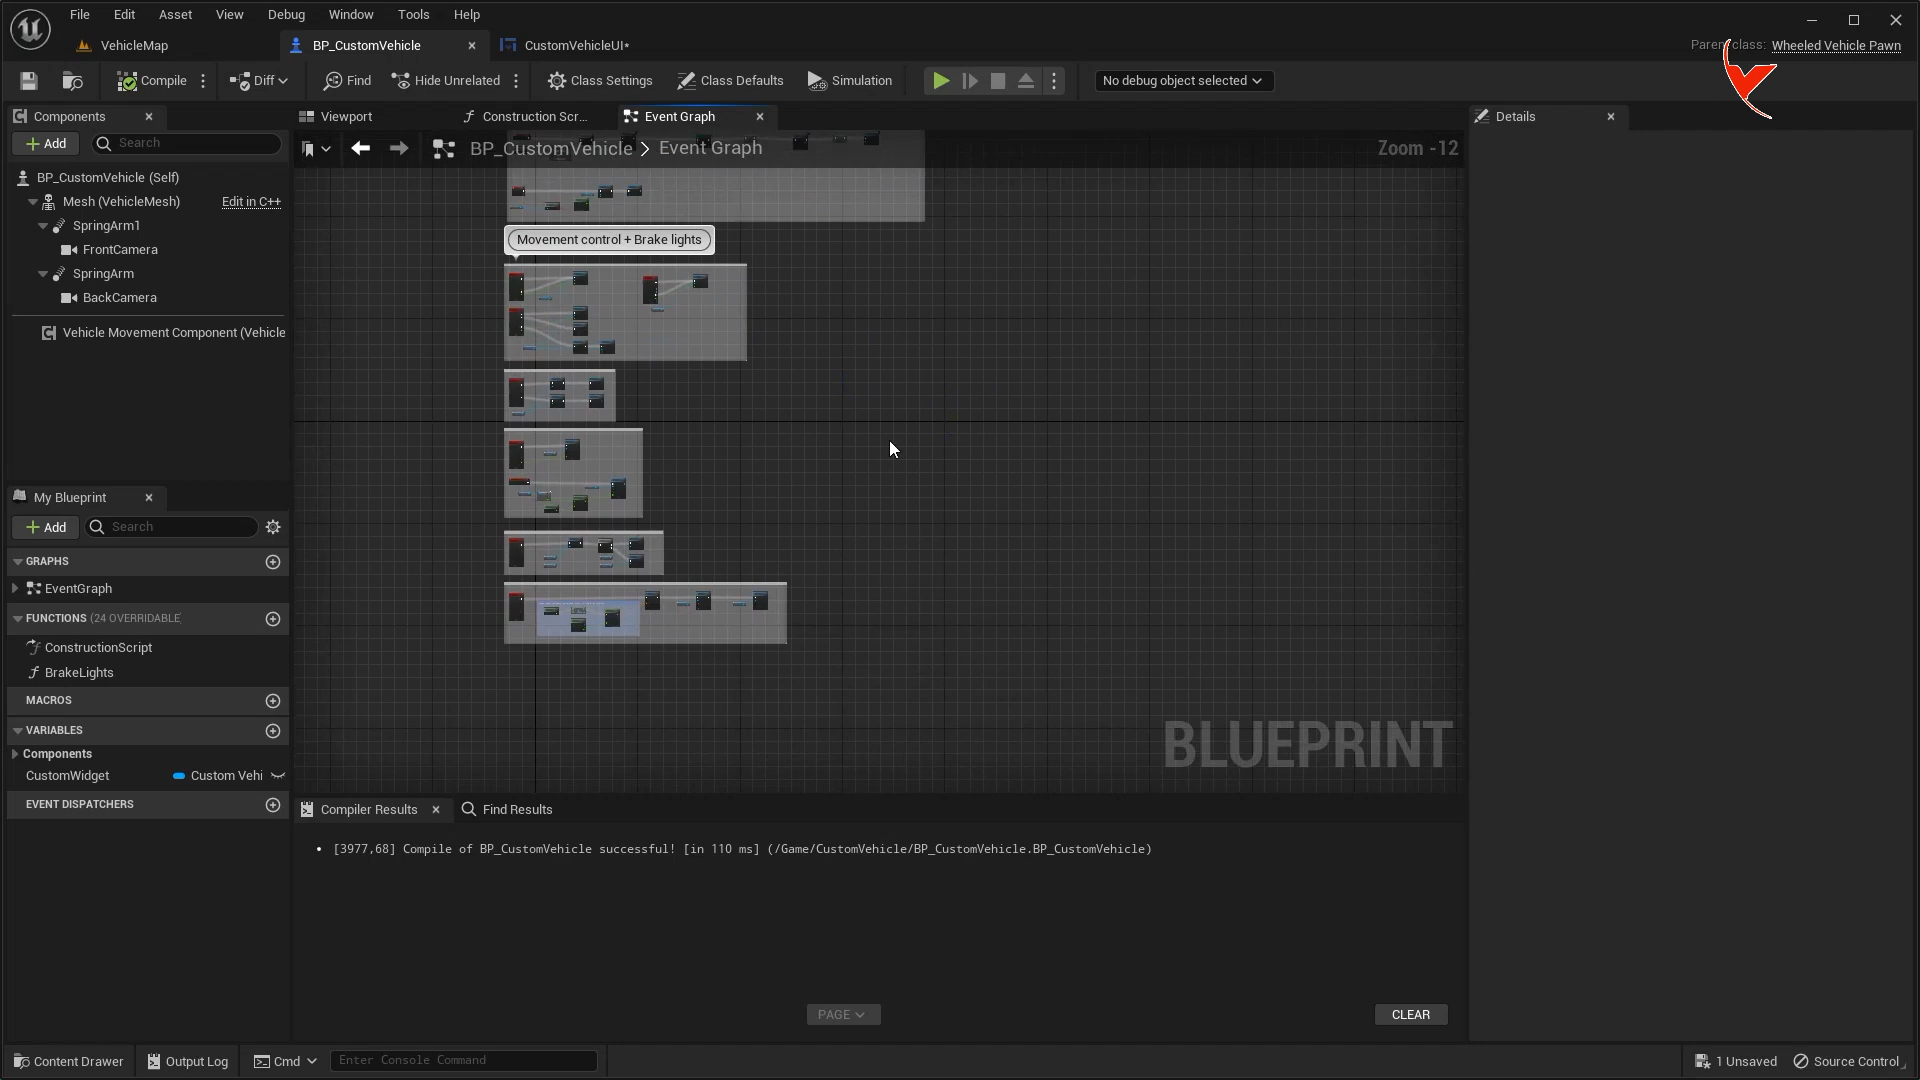 File Edit Asset View Debug Window Tools Help
VehicleMap BP_CustomVehicle CustomVehicleUI*
Parent class: Wheeled Vehicle Pawn
Compile Diff Find Hide Unrelated Class Settings Class Defaults Simulation No debug object selected
Components
Viewport Construction Scr... Event Graph
Details
Add Search
BP_CustomVehicle > Event Graph
Zoom -12
BP_CustomVehicle (Self)
Mesh (VehicleMesh) Edit in C++
SpringArm1
FrontCamera
SpringArm
BackCamera
Vehicle Movement Component (Vehicle
Movement control + Brake lights
My Blueprint
Add Search
GRAPHS
EventGraph
FUNCTIONS (24 OVERRIDABLE)
ConstructionScript
BrakeLights
MACROS
VARIABLES
Components
CustomWidget Custom Vehi
EVENT DISPATCHERS
BLUEPRINT
Compiler Results Find Results
• [3977,68] Compile of BP_CustomVehicle successful! [in 110 ms] (/Game/CustomVehicle/BP_CustomVehicle.BP_CustomVehicle)
PAGE
CLEAR
Content Drawer Output Log Cmd Enter Console Command
1 Unsaved Source Control